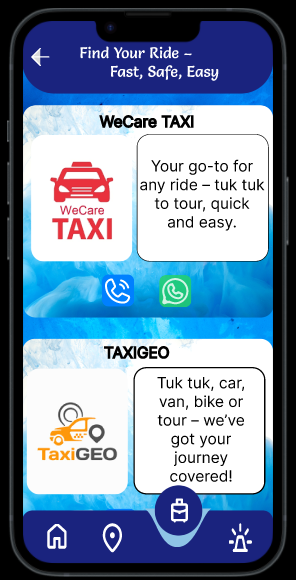 Find Your Ride ~
Fast, Safe, Easy
WeCare TAXI
WeCare
TAXI
Your go-to for
any ride – tuk tuk
to tour, quick
and easy.
TAXIGEO
TaxiGEO
Tuk tuk, car,
van, bike or
tour – we've
got your
journey
covered!